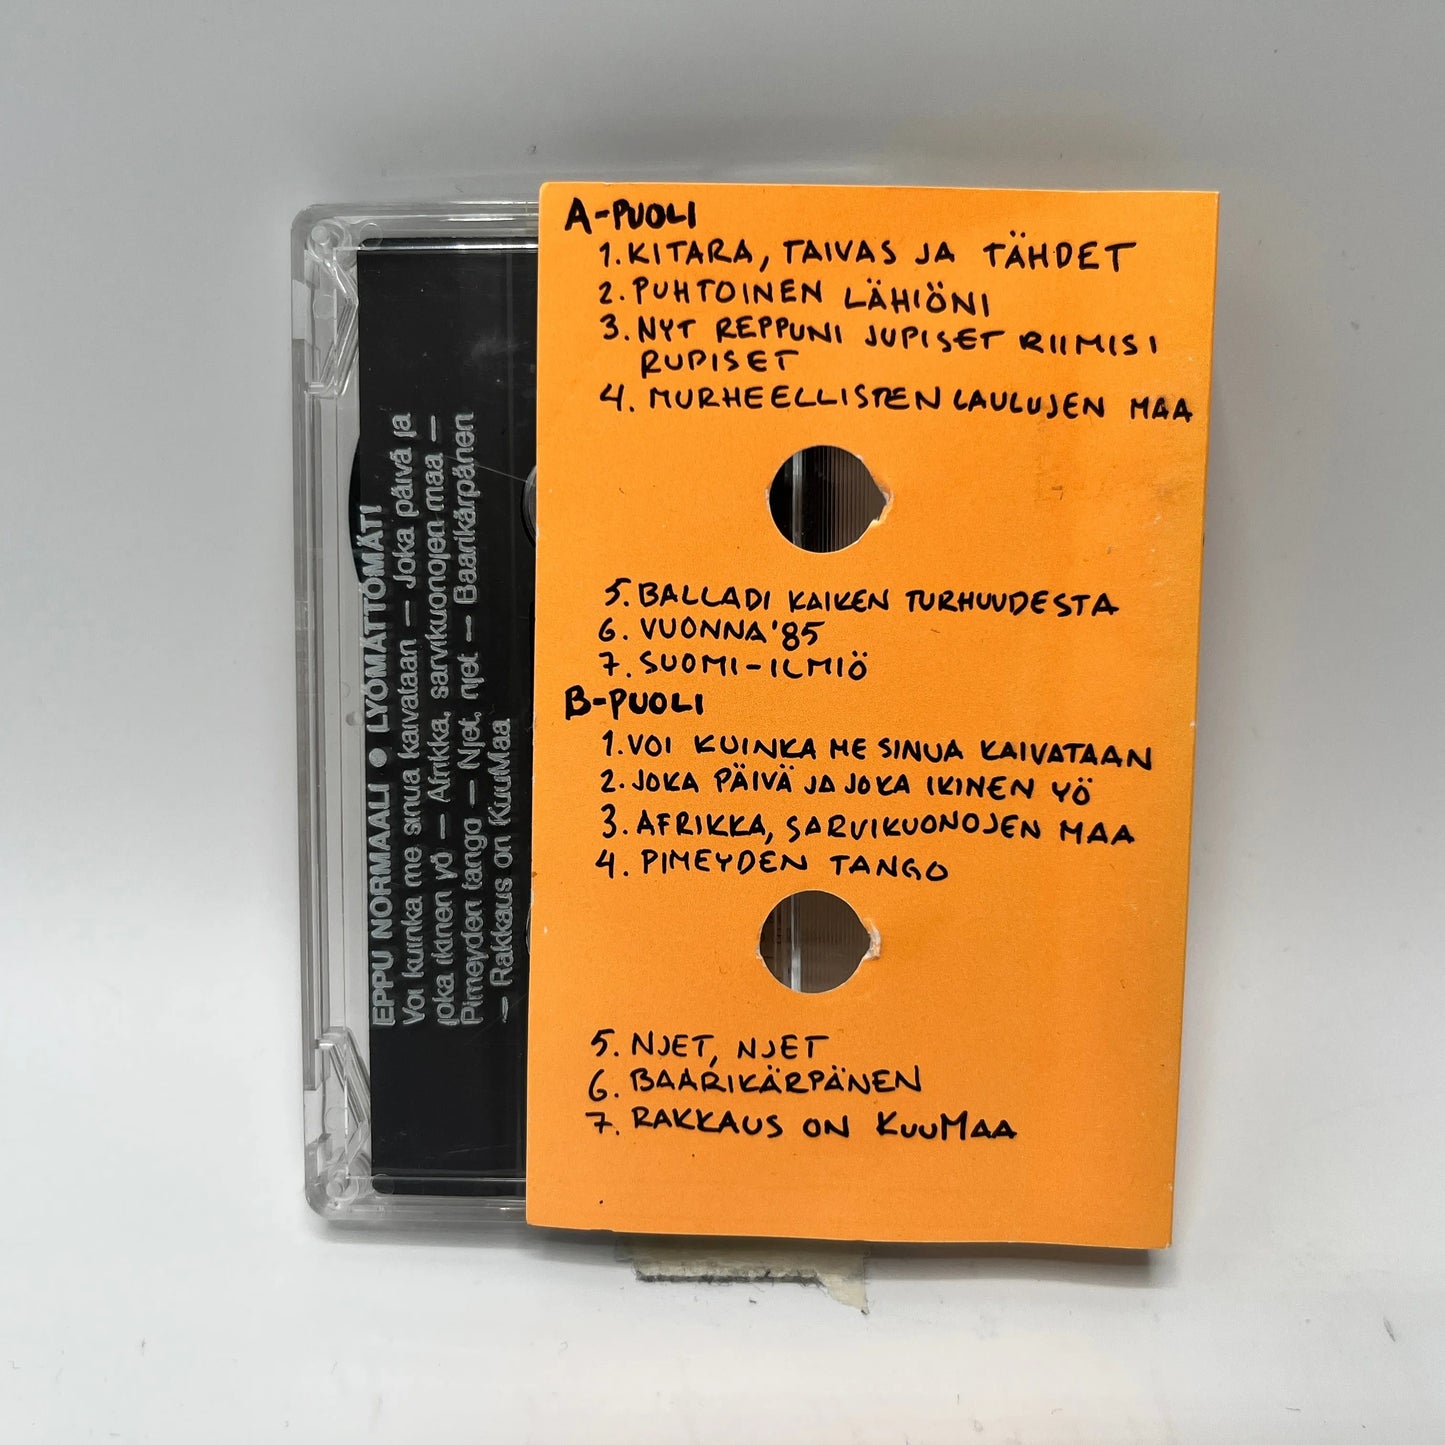 EPPU NORMAALI ● LYÖMÄTTÖMÄT!
Voi kuinka me sinua kaivataan – Joka päivä ja
joka ikinen yö – Afrikka, sarvikuonojen maa –
Pimeyden tango – Njet, njet – Baarikärpänen
– Rakkaus on KuuMaa
A-PUOLI
1. KITARA, TAIVAS JA TÄHDET
2. PUHTOINEN LÄHIÖNI
3. NYT REPPUNI JUPISET RIIMISI
RUPISET
4. MURHEELLISTEN LAULUJEN MAA
5. BALLADI KAIKEN TURHUUDESTA
6. VUONNA '85
7. SUOMI-ILMIÖ
B-PUOLI
1. VOI KUINKA ME SINUA KAIVATAAN
2. JOKA PÄIVÄ JA JOKA IKINEN YÖ
3. AFRIKKA, SARVIKUONOJEN MAA
4. PIMEYDEN TANGO
5. NJET, NJET
6. BAARIKÄRPÄNEN
7. RAKKAUS ON KuuMAA